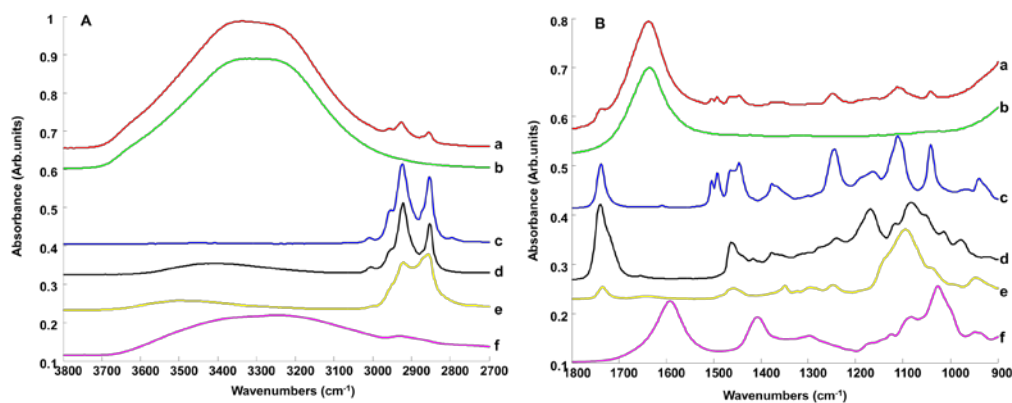 A
Absorbance (Arb.units)
1
0.9
0.8
0.7
0.6
0.5
0.4
0.3
0.2
0.1
a
b
c
d
e
f
3800 3700 3600 3500 3400 3300 3200 3100 3000 2900 2800 2700
Wavenumbers (cm-1)
B
Absorbance (Arb.units)
0.8
0.7
0.6
0.5
0.4
0.3
0.2
0.1
a
b
c
d
e
f
1800 1700 1600 1500 1400 1300 1200 1100 1000 900
Wavenumbers (cm-1)